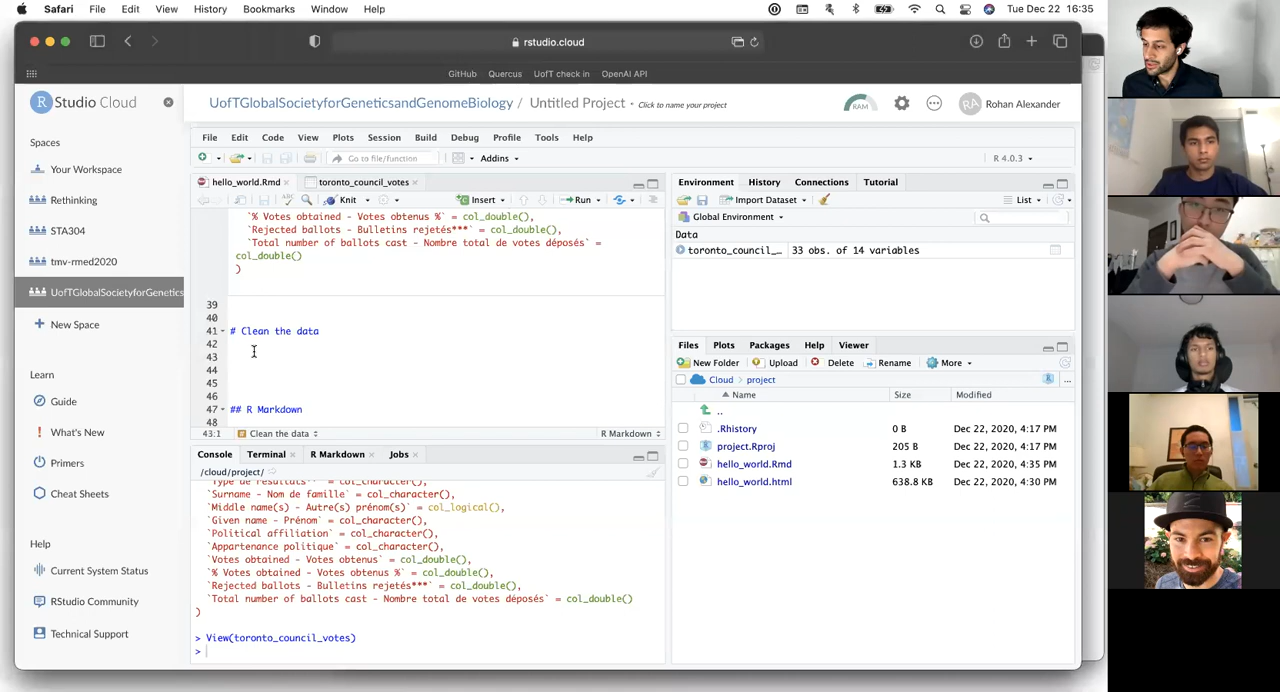 Safari File Edit View History Bookmarks Window Help Tue Dec 22 16:35
rstudio.cloud
GitHub Quercus UofT check in OpenAI API
R Studio Cloud
UofTGlobalSocietyforGeneticsandGenomeBiology / Untitled Project Click to name your project
RAM
RA Rohan Alexander
Spaces
Your Workspace
Rethinking
STA304
tmv-rmed2020
UofTGlobalSocietyforGenetics
New Space
Learn
Guide
What's New
Primers
Cheat Sheets
Help
Current System Status
RStudio Community
Technical Support
File Edit Code View Plots Session Build Debug Profile Tools Help
Go to file/function Addins R 4.0.3
hello_world.Rmd toronto_council_votes
Knit Insert Run
`% Votes obtained - Votes obtenus %` = col_double(),
`Rejected ballots - Bulletins rejetés***` = col_double(),
`Total number of ballots cast - Nombre total de votes déposés` =
col_double()
)
39
40
41 # Clean the data
42
43
44
45
46
47 ## R Markdown
48
43:1 Clean the data R Markdown
Console Terminal R Markdown Jobs
/cloud/project/
`Type de résultats**` = col_character(),
`Surname - Nom de famille` = col_character(),
`Middle name(s) - Autre(s) prénom(s)` = col_logical(),
`Given name - Prénom` = col_character(),
`Political affiliation` = col_character(),
`Appartenance politique` = col_character(),
`Votes obtained - Votes obtenus` = col_double(),
`% Votes obtained - Votes obtenus %` = col_double(),
`Rejected ballots - Bulletins rejetés***` = col_double(),
`Total number of ballots cast - Nombre total de votes déposés` = col_double()
)
> View(toronto_council_votes)
>
Environment History Connections Tutorial
Import Dataset List
Global Environment
Data
toronto_council_… 33 obs. of 14 variables
Files Plots Packages Help Viewer
New Folder Upload Delete Rename More
Cloud project
Name Size Modified
..
.Rhistory 0 B Dec 22, 2020, 4:17 PM
project.Rproj 205 B Dec 22, 2020, 4:17 PM
hello_world.Rmd 1.3 KB Dec 22, 2020, 4:35 PM
hello_world.html 638.8 KB Dec 22, 2020, 4:30 PM